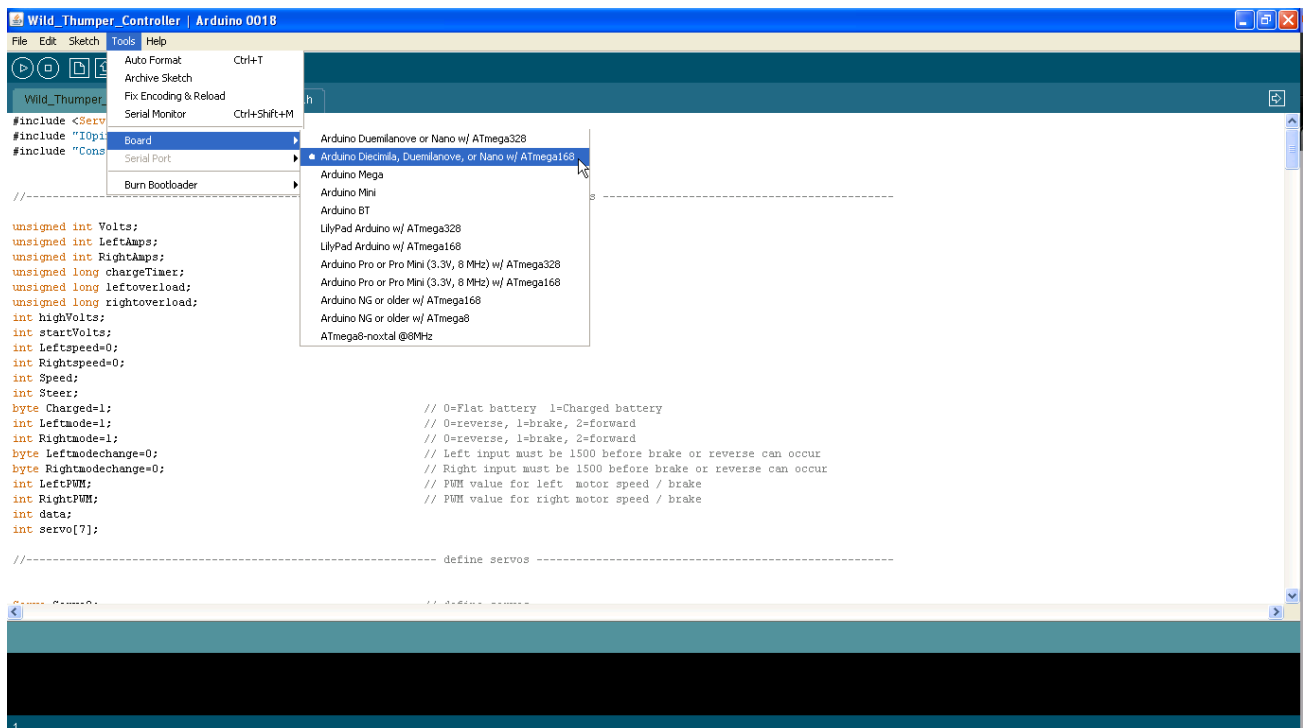 Wild_Thumper_Controller | Arduino 0018
File Edit Sketch Tools Help
Auto Format Ctrl+T
Archive Sketch
Fix Encoding & Reload
Serial Monitor Ctrl+Shift+M
Board
Serial Port
Burn Bootloader
Arduino Duemilanove or Nano w/ ATmega328
Arduino Diecimila, Duemilanove, or Nano w/ ATmega168
Arduino Mega
Arduino Mini
Arduino BT
LilyPad Arduino w/ ATmega328
LilyPad Arduino w/ ATmega168
Arduino Pro or Pro Mini (3.3V, 8 MHz) w/ ATmega328
Arduino Pro or Pro Mini (3.3V, 8 MHz) w/ ATmega168
Arduino NG or older w/ ATmega168
Arduino NG or older w/ ATmega8
ATmega8-noxtal @8MHz
Wild_Thumper_ .h
#include <Serv
#include "IOpi
#include "Cons
//------------------------------------------ s --------------------------------------------
unsigned int Volts;
unsigned int LeftAmps;
unsigned int RightAmps;
unsigned long chargeTimer;
unsigned long leftoverload;
unsigned long rightoverload;
int highVolts;
int startVolts;
int Leftspeed=0;
int Rightspeed=0;
int Speed;
int Steer;
byte Charged=1; // 0=Flat battery 1=Charged battery
int Leftmode=1; // 0=reverse, 1=brake, 2=forward
int Rightmode=1; // 0=reverse, 1=brake, 2=forward
byte Leftmodechange=0; // Left input must be 1500 before brake or reverse can occur
byte Rightmodechange=0; // Right input must be 1500 before brake or reverse can occur
int LeftPWM; // PWM value for left motor speed / brake
int RightPWM; // PWM value for right motor speed / brake
int data;
int servo[7];
//-------------------------------------------------------------- define servos ------------------------------------------------------
1